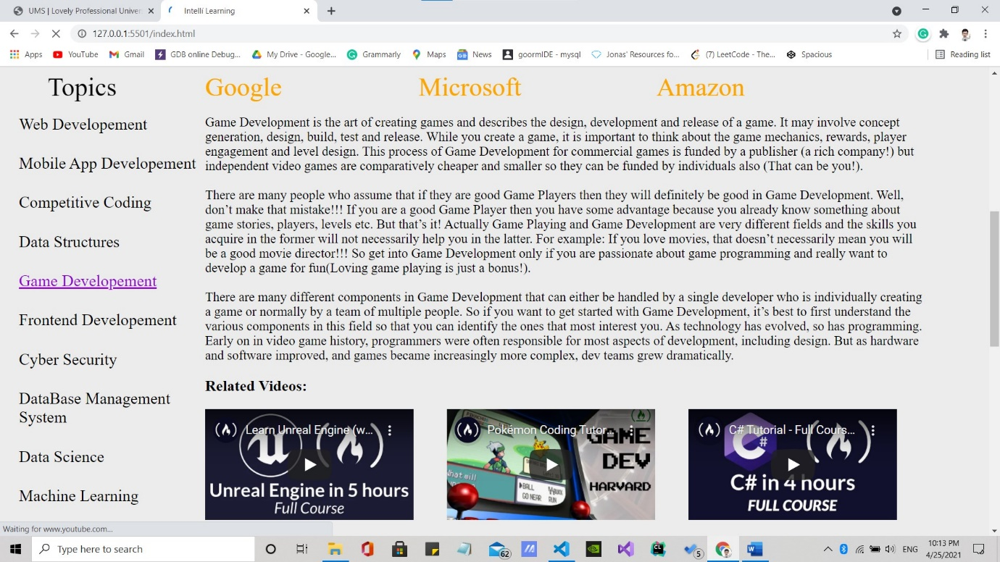 UMS | Lovely Professional Univer
Intelli Learning
127.0.0.1:5501/index.html
Apps
YouTube
Gmail
GDB online Debug...
My Drive - Google...
Grammarly
Maps
News
goormIDE - mysql
Jonas' Resources fo...
(7) LeetCode - The...
Spacious
Reading list
Topics
Web Developement
Mobile App Developement
Competitive Coding
Data Structures
Game Developement
Frontend Developement
Cyber Security
DataBase Management
System
Data Science
Machine Learning
Google
Microsoft
Amazon
Game Development is the art of creating games and describes the design, development and release of a game. It may involve concept
generation, design, build, test and release. While you create a game, it is important to think about the game mechanics, rewards, player
engagement and level design. This process of Game Development for commercial games is funded by a publisher (a rich company!) but
independent video games are comparatively cheaper and smaller so they can be funded by individuals also (That can be you!).
There are many people who assume that if they are good Game Players then they will definitely be good in Game Development. Well,
don’t make that mistake!!! If you are a good Game Player then you have some advantage because you already know something about
game stories, players, levels etc. But that’s it! Actually Game Playing and Game Development are very different fields and the skills you
acquire in the former will not necessarily help you in the latter. For example: If you love movies, that doesn’t necessarily mean you will
be a good movie director!!! So get into Game Development only if you are passionate about game programming and really want to
develop a game for fun(Loving game playing is just a bonus!).
There are many different components in Game Development that can either be handled by a single developer who is individually creating
a game or normally by a team of multiple people. So if you want to get started with Game Development, it’s best to first understand the
various components in this field so that you can identify the ones that most interest you. As technology has evolved, so has programming.
Early on in video game history, programmers were often responsible for most aspects of development, including design. But as hardware
and software improved, and games became increasingly more complex, dev teams grew dramatically.
Related Videos:
Learn Unreal Engine (w...
Unreal Engine in 5 hours
Full Course
Pokémon Coding Tutor...
GAME
DEV
HARVARD
What will
BALL
GO NEAR RUN
C# Tutorial - Full Cours...
C#
C# in 4 hours
FULL COURSE
Waiting for www.youtube.com...
Type here to search
62
5
ENG
10:13 PM
4/25/2021